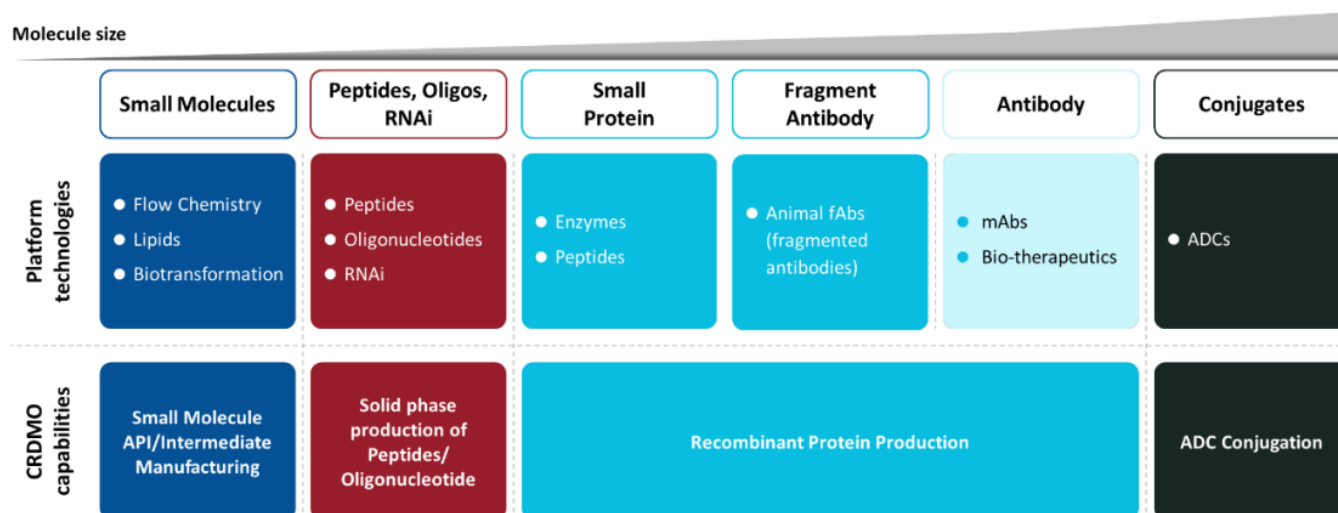 Molecule size
Small Molecules
Peptides, Oligos,
RNAi
Small
Protein
Fragment
Antibody
Antibody
Conjugates
Platform
technologies
Flow Chemistry
Lipids
Biotransformation
Peptides
Oligonucleotides
RNAi
Enzymes
Peptides
Animal fAbs
(fragmented
antibodies)
mAbs
Bio-therapeutics
ADCs
CRDMO
capabilities
Small Molecule
API/Intermediate
Manufacturing
Solid phase
production of
Peptides/
Oligonucleotide
Recombinant Protein Production
ADC Conjugation